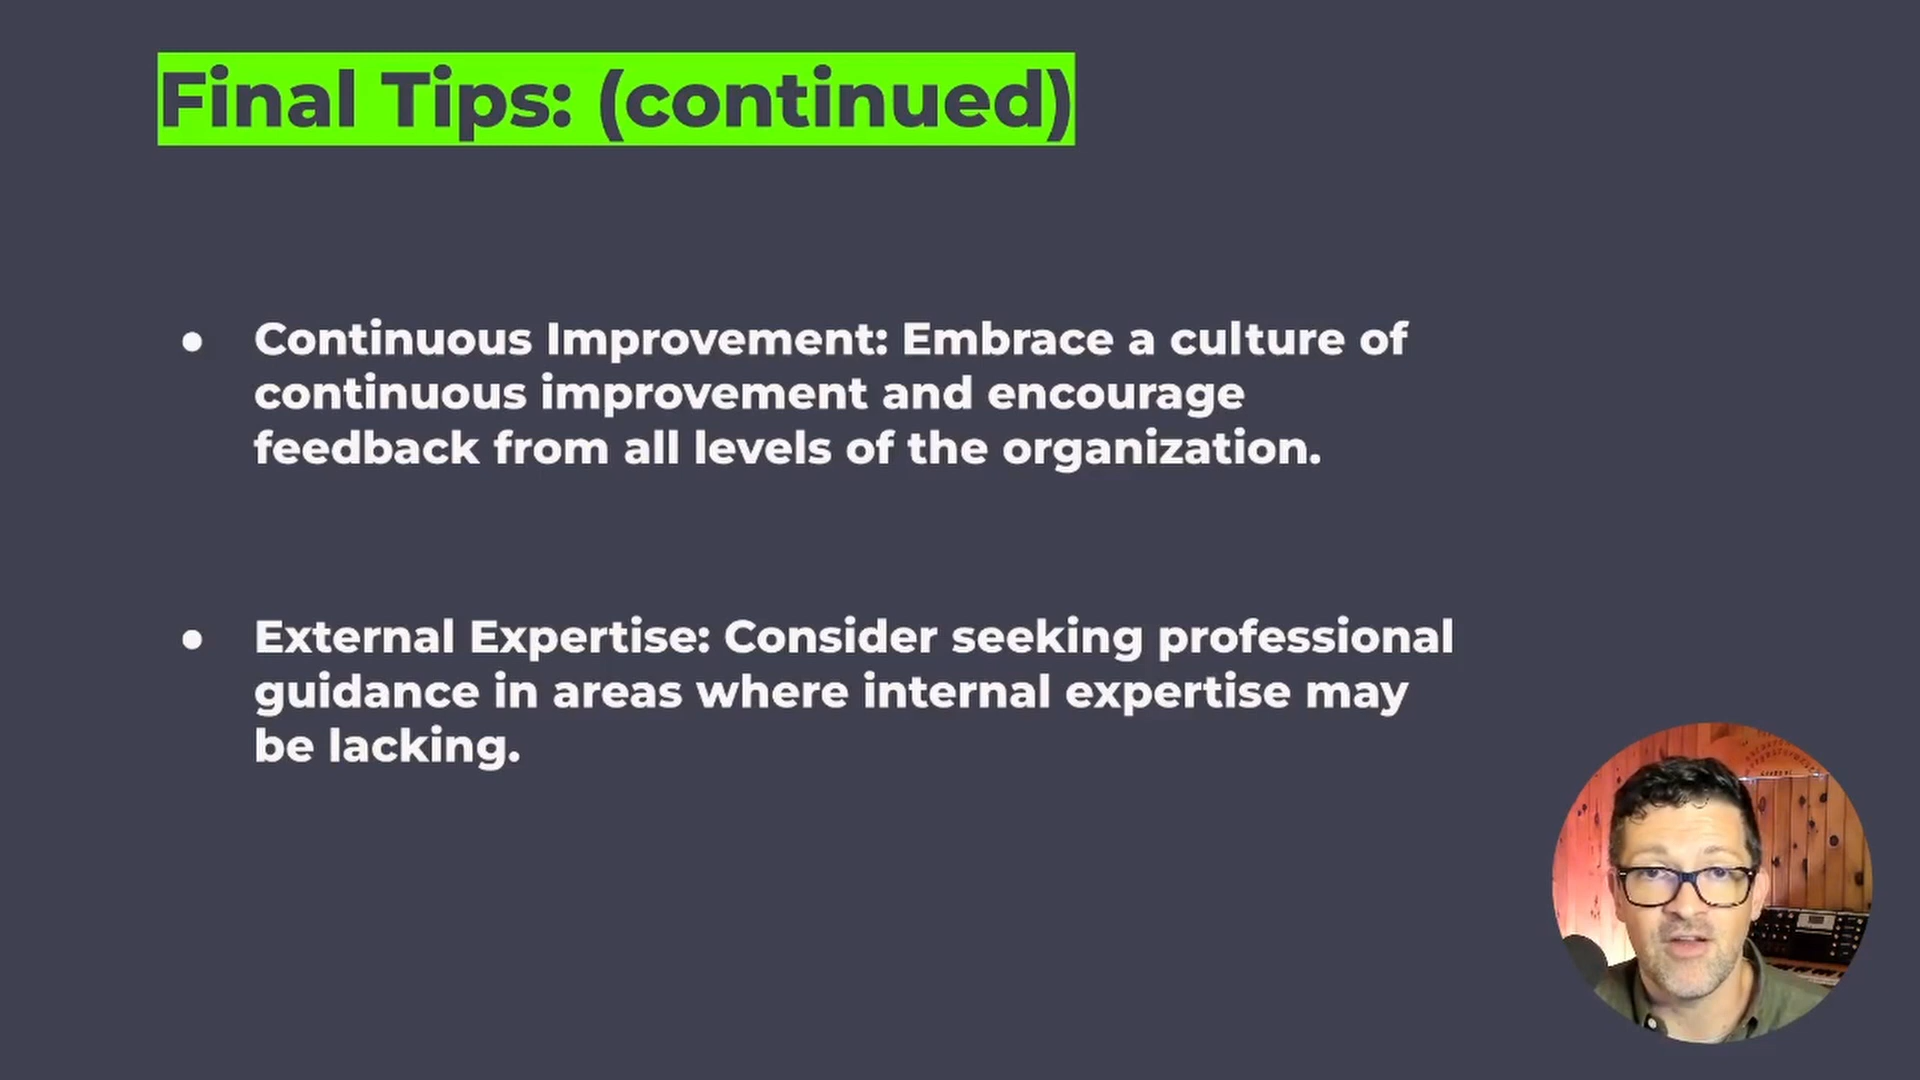 Final Tips: (continued)
● Continuous Improvement: Embrace a culture of
continuous improvement and encourage
feedback from all levels of the organization.
● External Expertise: Consider seeking professional
guidance in areas where internal expertise may
be lacking.